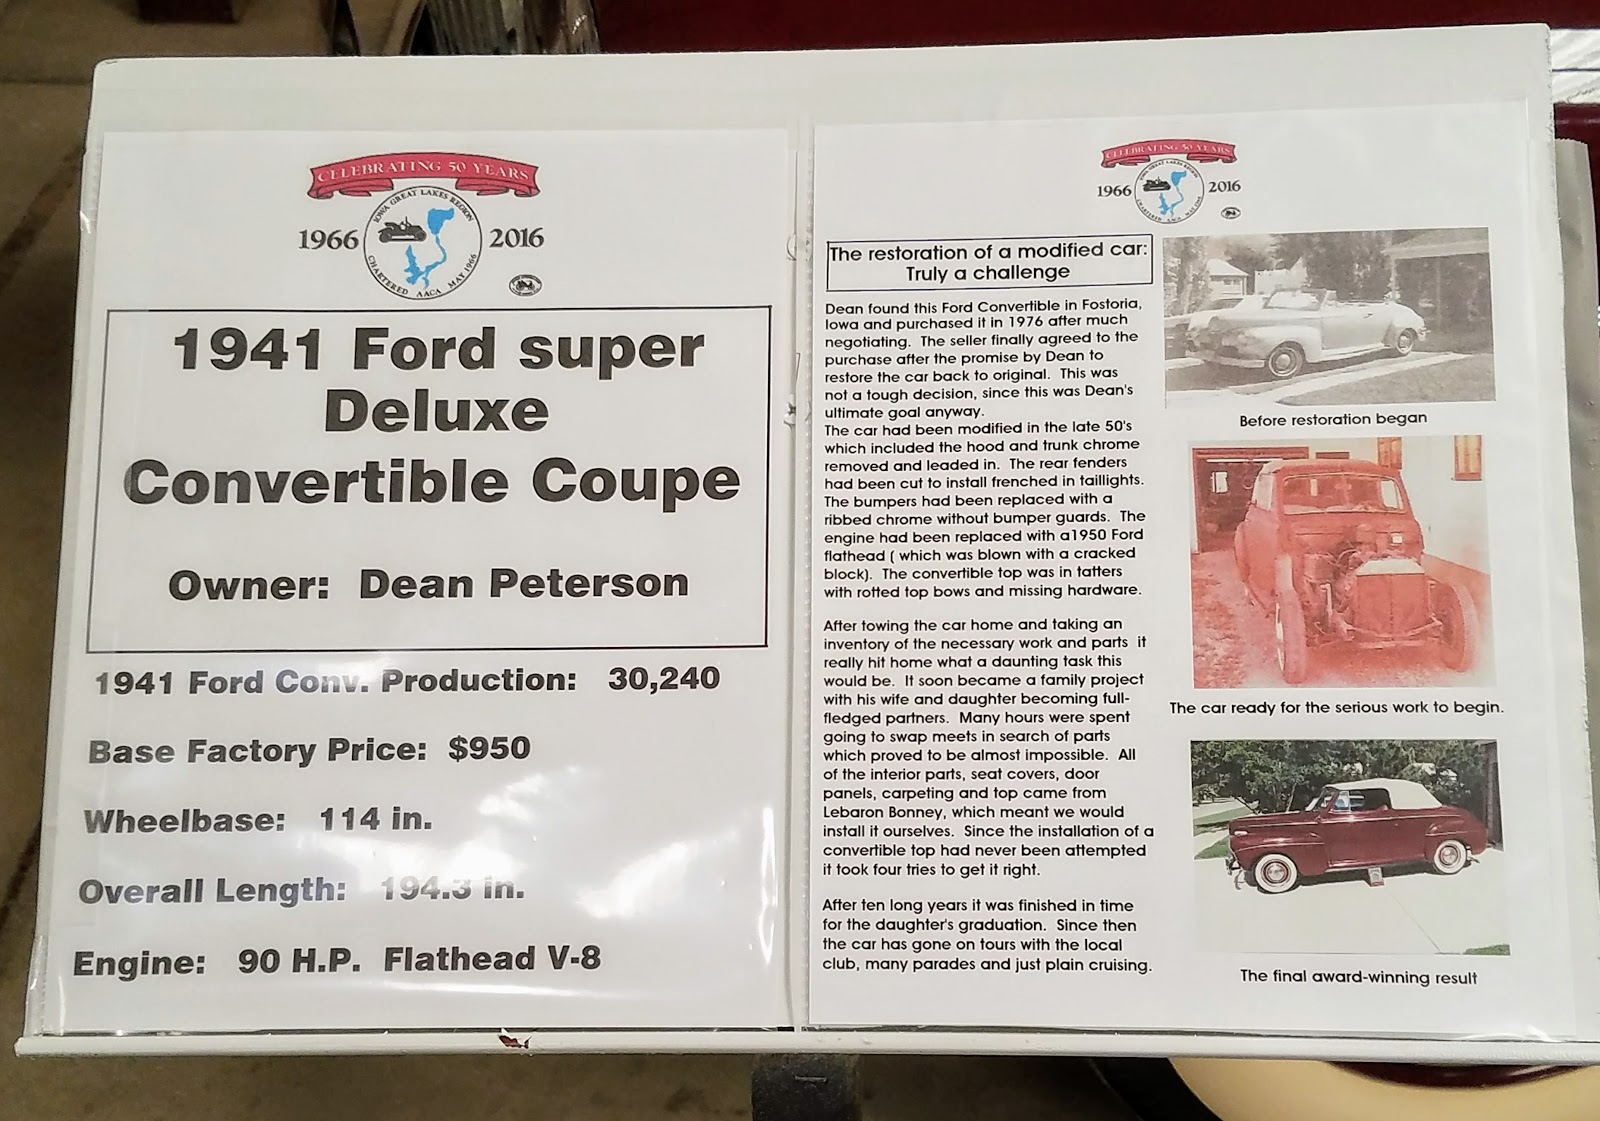 CELEBRATING 50 YEARS
1966
IOWA GREAT LAKES REGION
CHARTERED AACA MAY 1966
2016
1941 Ford super
Deluxe
Convertible Coupe
Owner: Dean Peterson
1941 Ford Conv. Production: 30,240
Base Factory Price: $950
Wheelbase: 114 in.
Overall Length: 194.3 in.
Engine: 90 H.P. Flathead V-8
CELEBRATING 50 YEARS
1966
IOWA GREAT LAKES REGION
CHARTERED AACA MAY 1966
2016
The restoration of a modified car:
Truly a challenge
Dean found this Ford Convertible in Fostoria,
Iowa and purchased it in 1976 after much
negotiating. The seller finally agreed to the
purchase after the promise by Dean to
restore the car back to original. This was
not a tough decision, since this was Dean's
ultimate goal anyway.
The car had been modified in the late 50's
which included the hood and trunk chrome
removed and leaded in. The rear fenders
had been cut to install frenched in taillights.
The bumpers had been replaced with a
ribbed chrome without bumper guards. The
engine had been replaced with a1950 Ford
flathead ( which was blown with a cracked
block). The convertible top was in tatters
with rotted top bows and missing hardware.
After towing the car home and taking an
inventory of the necessary work and parts it
really hit home what a daunting task this
would be. It soon became a family project
with his wife and daughter becoming full-
fledged partners. Many hours were spent
going to swap meets in search of parts
which proved to be almost impossible. All
of the interior parts, seat covers, door
panels, carpeting and top came from
Lebaron Bonney, which meant we would
install it ourselves. Since the installation of a
convertible top had never been attempted
it took four tries to get it right.
After ten long years it was finished in time
for the daughter's graduation. Since then
the car has gone on tours with the local
club, many parades and just plain cruising.
Before restoration began
The car ready for the serious work to begin.
The final award-winning result